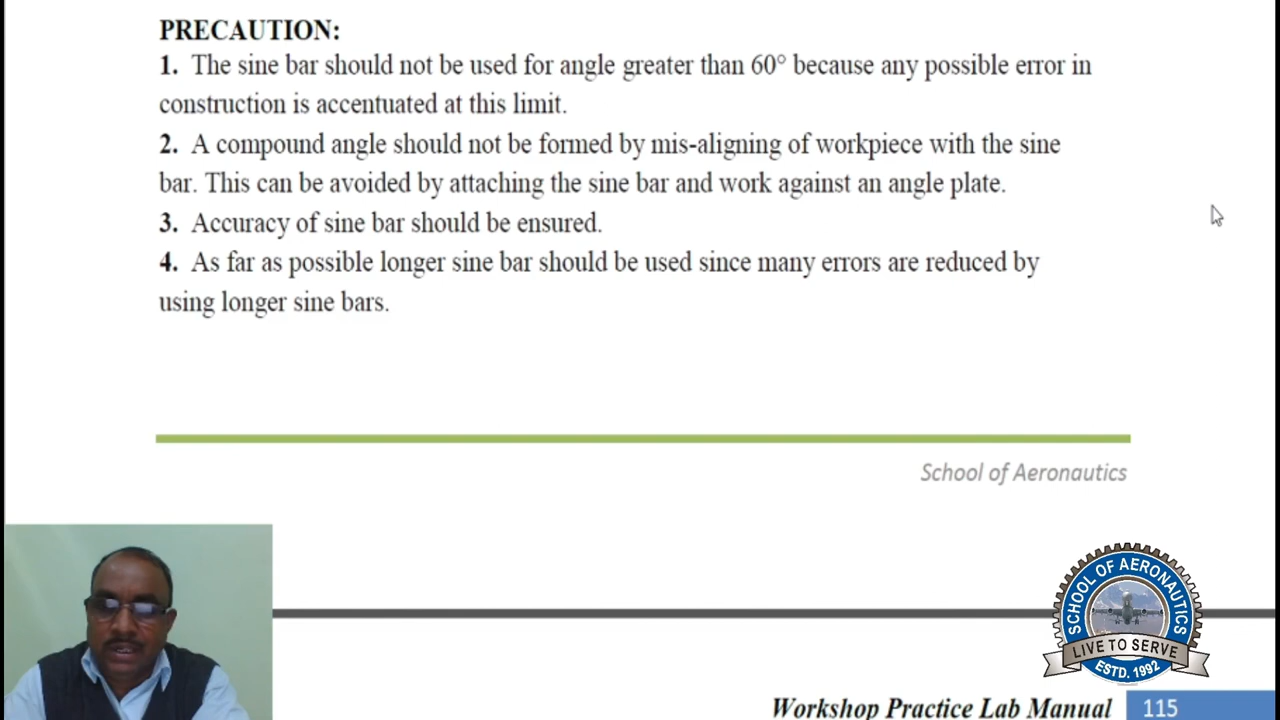 PRECAUTION:
1. The sine bar should not be used for angle greater than 60° because any possible error in
construction is accentuated at this limit.
2. A compound angle should not be formed by mis-aligning of workpiece with the sine
bar. This can be avoided by attaching the sine bar and work against an angle plate.
3. Accuracy of sine bar should be ensured.
4. As far as possible longer sine bar should be used since many errors are reduced by
using longer sine bars.
School of Aeronautics
SCHOOL OF AERONAUTICS
LIVE TO SERVE
ESTD. 1992
Workshop Practice Lab Manual 115